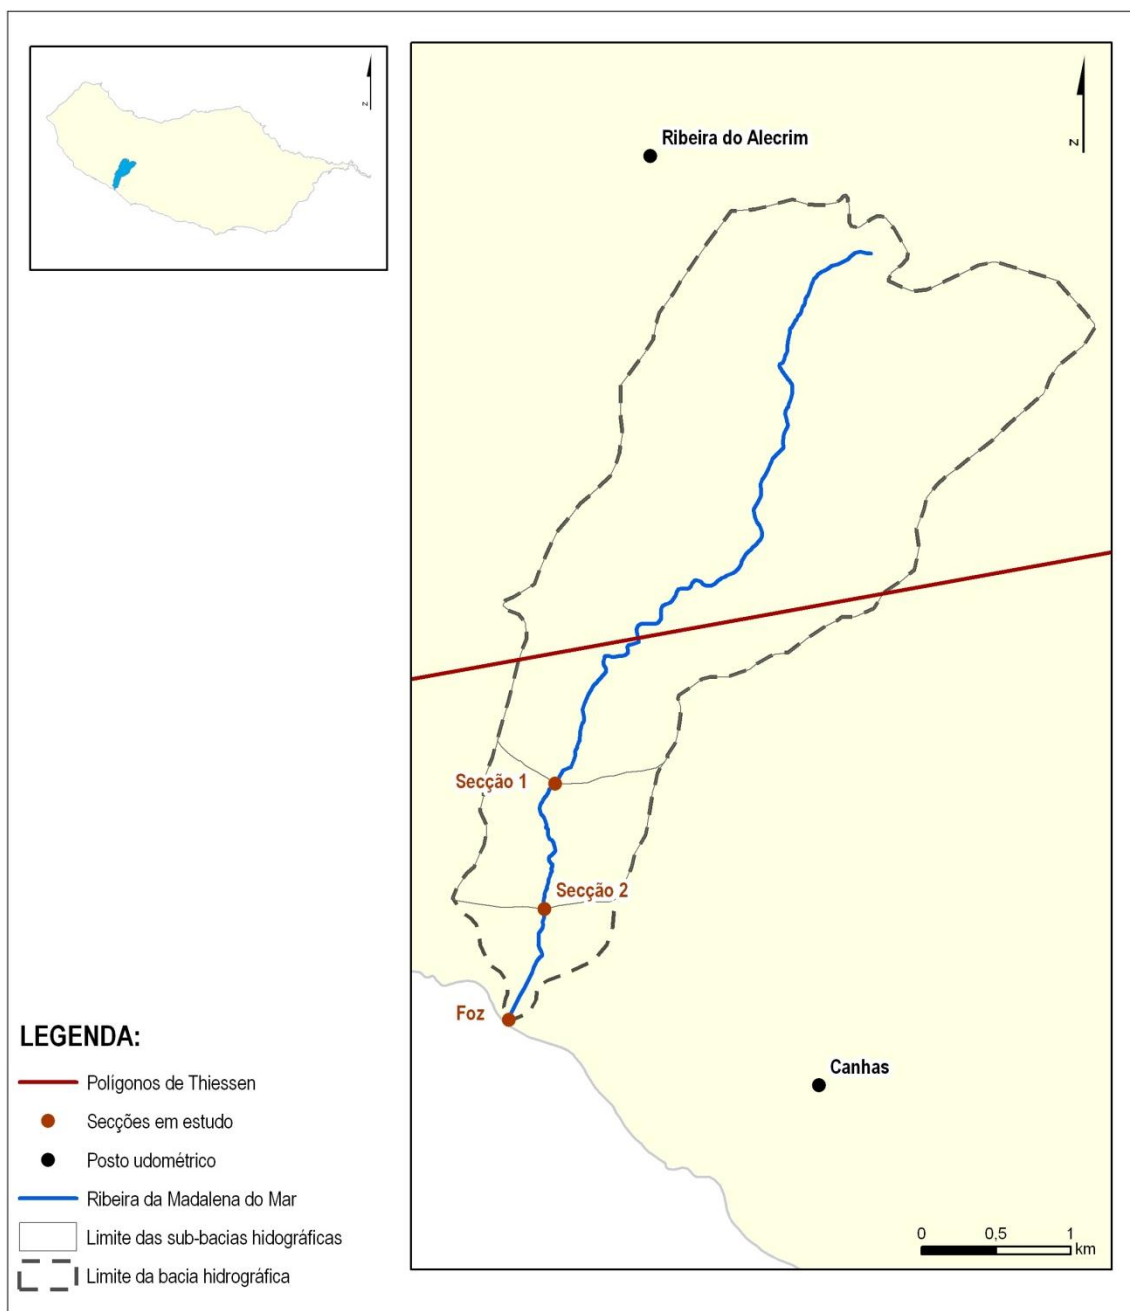 N
N
Ribeira do Alecrim
Secção 1
Secção 2
Foz
Canhas
LEGENDA:
Polígonos de Thiessen
Secções em estudo
Posto udométrico
Ribeira da Madalena do Mar
Limite das sub-bacias hidográficas
Limite da bacia hidrográfica
0 0,5 1
km